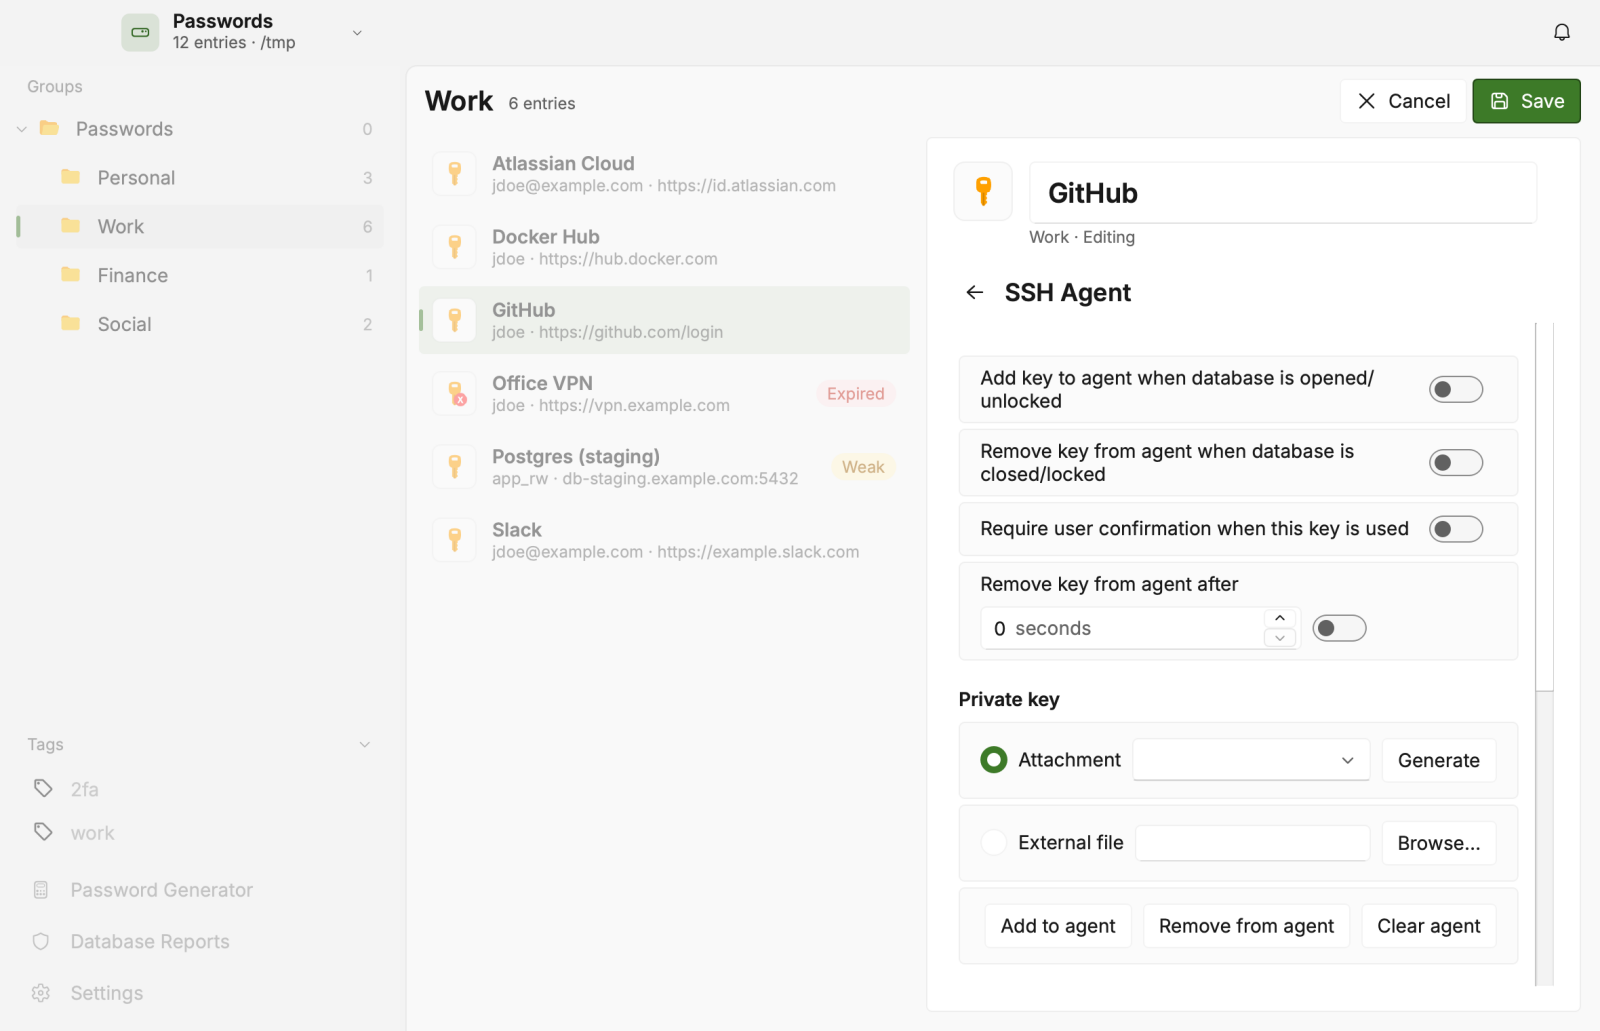 Passwords
12 entries · /tmp
Groups
Passwords 0
Personal 3
Work 6
Finance 1
Social 2
Tags
2fa
work
Password Generator
Database Reports
Settings
Work 6 entries
Cancel
Save
Atlassian Cloud
jdoe@example.com · https://id.atlassian.com
Docker Hub
jdoe · https://hub.docker.com
GitHub
jdoe · https://github.com/login
Office VPN
jdoe · https://vpn.example.com
Expired
Postgres (staging)
app_rw · db-staging.example.com:5432
Weak
Slack
jdoe@example.com · https://example.slack.com
GitHub
Work · Editing
SSH Agent
Add key to agent when database is opened/
unlocked
Remove key from agent when database is
closed/locked
Require user confirmation when this key is used
Remove key from agent after
0 seconds
Private key
Attachment
Generate
External file
Browse...
Add to agent
Remove from agent
Clear agent